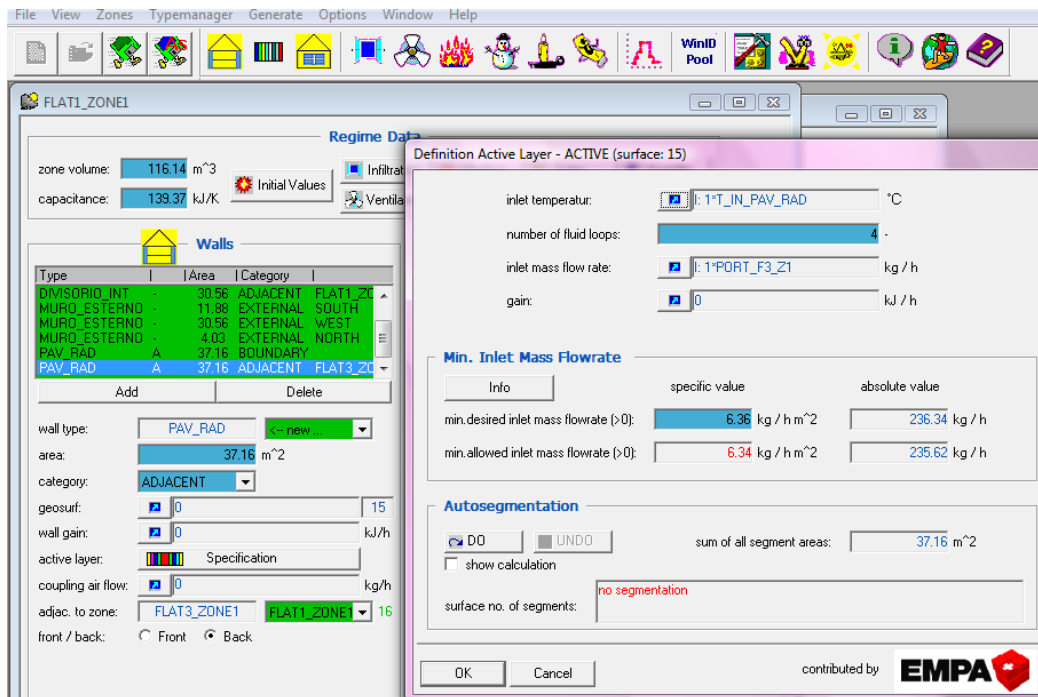 File View Zones Typemanager Generate Options Window Help
WinID Pool
FLAT1_ZONE1
Regime Data
zone volume: 116.14 m^3
capacitance: 139.37 kJ/K
Initial Values
Infiltrat
Ventila
Walls
Type | | Area | Category |
DIVISORIO_INT - 30.56 ADJACENT FLAT1_ZO
MURO_ESTERNO - 11.88 EXTERNAL SOUTH
MURO_ESTERNO - 30.56 EXTERNAL WEST
MURO_ESTERNO - 4.03 EXTERNAL NORTH
PAV_RAD A 37.16 BOUNDARY
PAV_RAD A 37.16 ADJACENT FLAT3_ZO
Add Delete
wall type: PAV_RAD <-- new ...
area: 37.16 m^2
category: ADJACENT
geosurf: 0 15
wall gain: 0 kJ/h
active layer: Specification
coupling air flow: 0 kg/h
adjac. to zone: FLAT3_ZONE1 FLAT1_ZONE1 16
front / back: Front Back
Definition Active Layer - ACTIVE (surface: 15)
inlet temperatur: I: 1*T_IN_PAV_RAD °C
number of fluid loops: 4 -
inlet mass flow rate: I: 1*PORT_F3_Z1 kg / h
gain: 0 kJ / h
Min. Inlet Mass Flowrate
Info specific value absolute value
min.desired inlet mass flowrate (>0): 6.36 kg / h m^2 236.34 kg / h
min.allowed inlet mass flowrate (>0): 6.34 kg / h m^2 235.62 kg / h
Autosegmentation
DO UNDO sum of all segment areas: 37.16 m^2
show calculation
surface no. of segments: no segmentation
OK Cancel contributed by EMPA